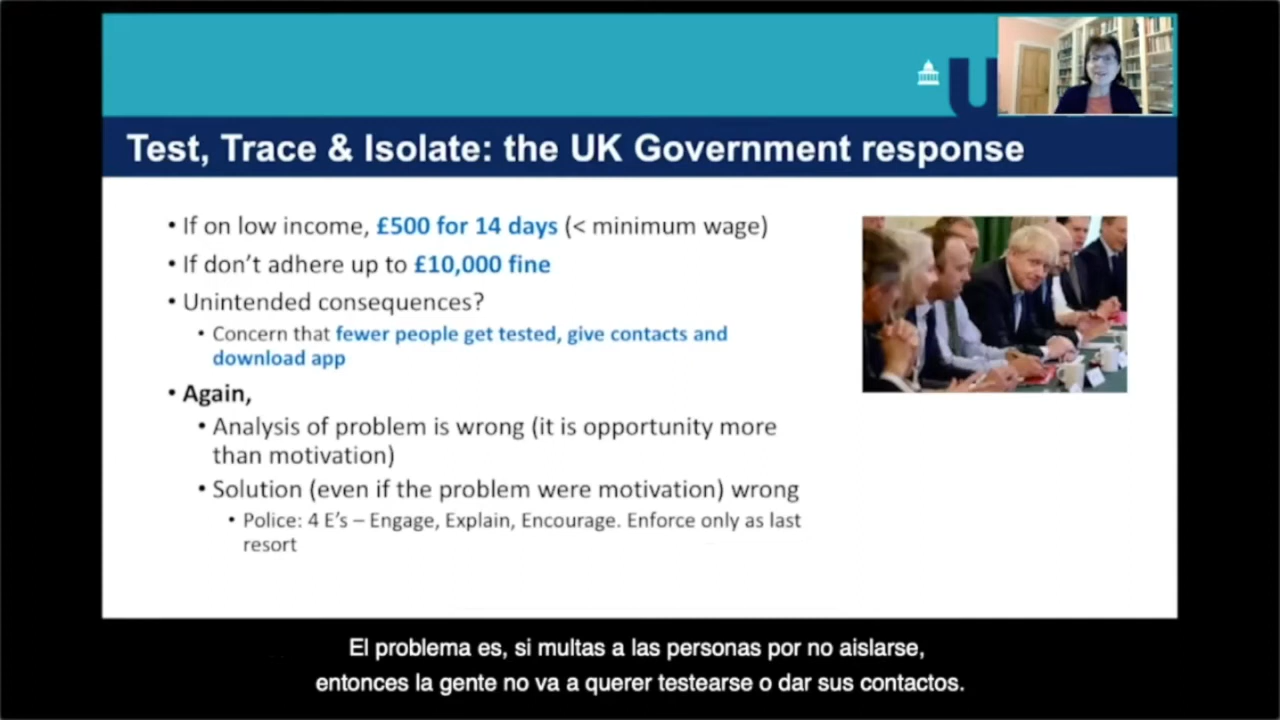 U
Test, Trace & Isolate: the UK Government response
• If on low income, £500 for 14 days (< minimum wage)
• If don’t adhere up to £10,000 fine
• Unintended consequences?
• Concern that fewer people get tested, give contacts and
download app
• Again,
• Analysis of problem is wrong (it is opportunity more
than motivation)
• Solution (even if the problem were motivation) wrong
• Police: 4 E’s – Engage, Explain, Encourage. Enforce only as last
resort
El problema es, si multas a las personas por no aislarse,
entonces la gente no va a querer testearse o dar sus contactos.